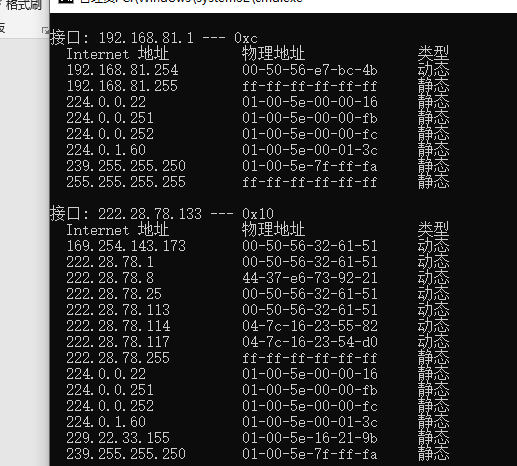 格式刷
接口: 192.168.81.1 --- 0xc
Internet 地址 物理地址 类型
192.168.81.254 00-50-56-e7-bc-4b 动态
192.168.81.255 ff-ff-ff-ff-ff-ff 静态
224.0.0.22 01-00-5e-00-00-16 静态
224.0.0.251 01-00-5e-00-00-fb 静态
224.0.0.252 01-00-5e-00-00-fc 静态
224.0.1.60 01-00-5e-00-01-3c 静态
239.255.255.250 01-00-5e-7f-ff-fa 静态
255.255.255.255 ff-ff-ff-ff-ff-ff 静态
接口: 222.28.78.133 --- 0x10
Internet 地址 物理地址 类型
169.254.143.173 00-50-56-32-61-51 动态
222.28.78.1 00-50-56-32-61-51 动态
222.28.78.8 44-37-e6-73-92-21 动态
222.28.78.25 00-50-56-32-61-51 动态
222.28.78.113 00-50-56-32-61-51 动态
222.28.78.114 04-7c-16-23-55-82 动态
222.28.78.117 04-7c-16-23-54-d0 动态
222.28.78.255 ff-ff-ff-ff-ff-ff 静态
224.0.0.22 01-00-5e-00-00-16 静态
224.0.0.251 01-00-5e-00-00-fb 静态
224.0.0.252 01-00-5e-00-00-fc 静态
224.0.1.60 01-00-5e-00-01-3c 静态
229.22.33.155 01-00-5e-16-21-9b 静态
239.255.255.250 01-00-5e-7f-ff-fa 静态